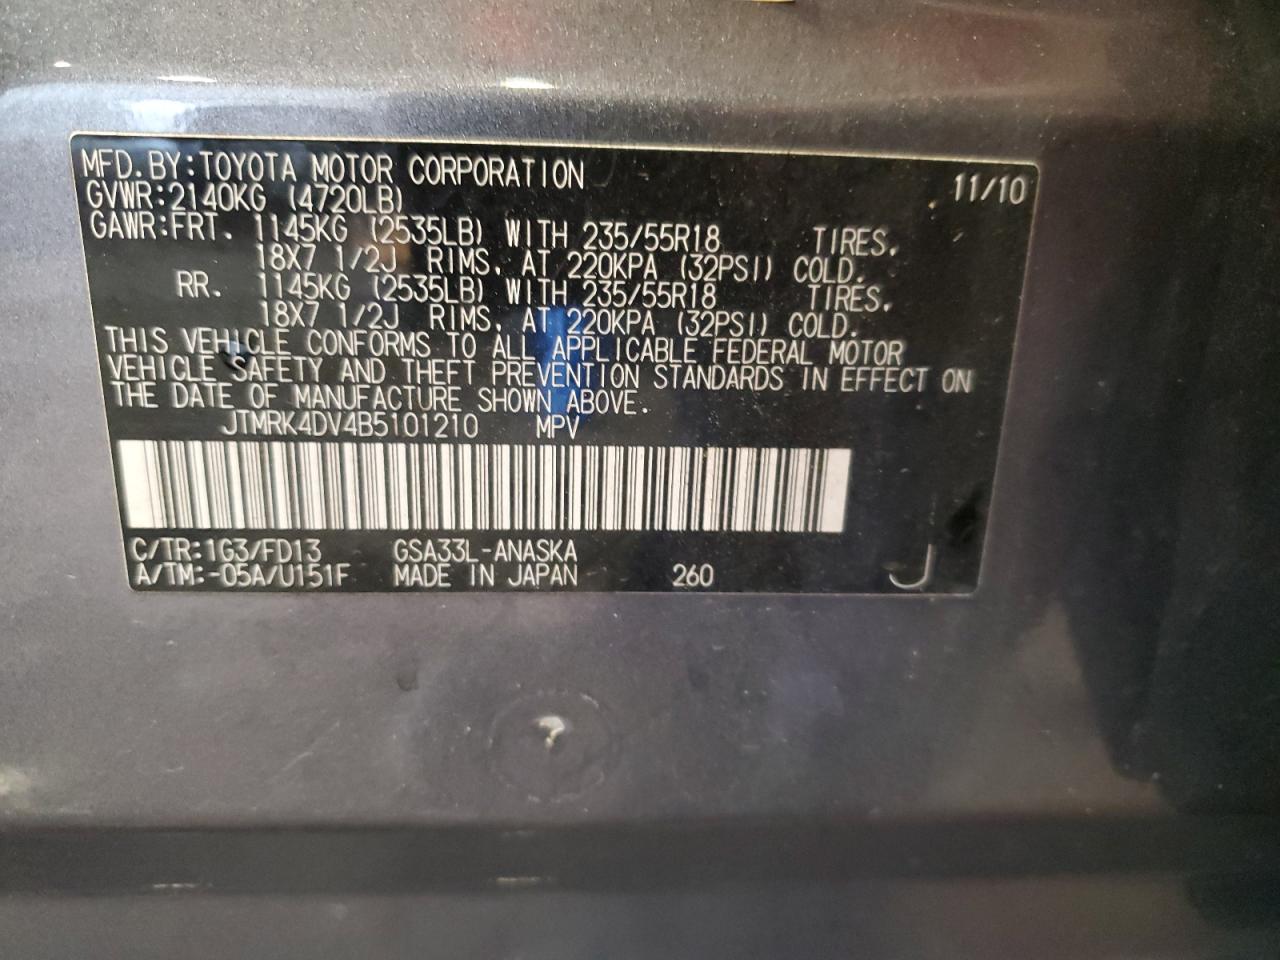 MFD.BY:TOYOTA MOTOR CORPORATION 11/10
GVWR:2140KG (4720LB)
GAWR:FRT. 1145KG (2535LB) WITH 235/55R18 TIRES,
18X7 1/2J RIMS, AT 220KPA (32PSI) COLD.
RR. 1145KG (2535LB) WITH 235/55R18 TIRES,
18X7 1/2J RIMS, AT 220KPA (32PSI) COLD.
THIS VEHICLE CONFORMS TO ALL APPLICABLE FEDERAL MOTOR
VEHICLE SAFETY AND THEFT PREVENTION STANDARDS IN EFFECT ON
THE DATE OF MANUFACTURE SHOWN ABOVE.
JTMRK4DV4B5101210 MPV
C/TR:1G3/FD13 GSA33L-ANASKA
A/TM:-05A/U151F MADE IN JAPAN 260 J